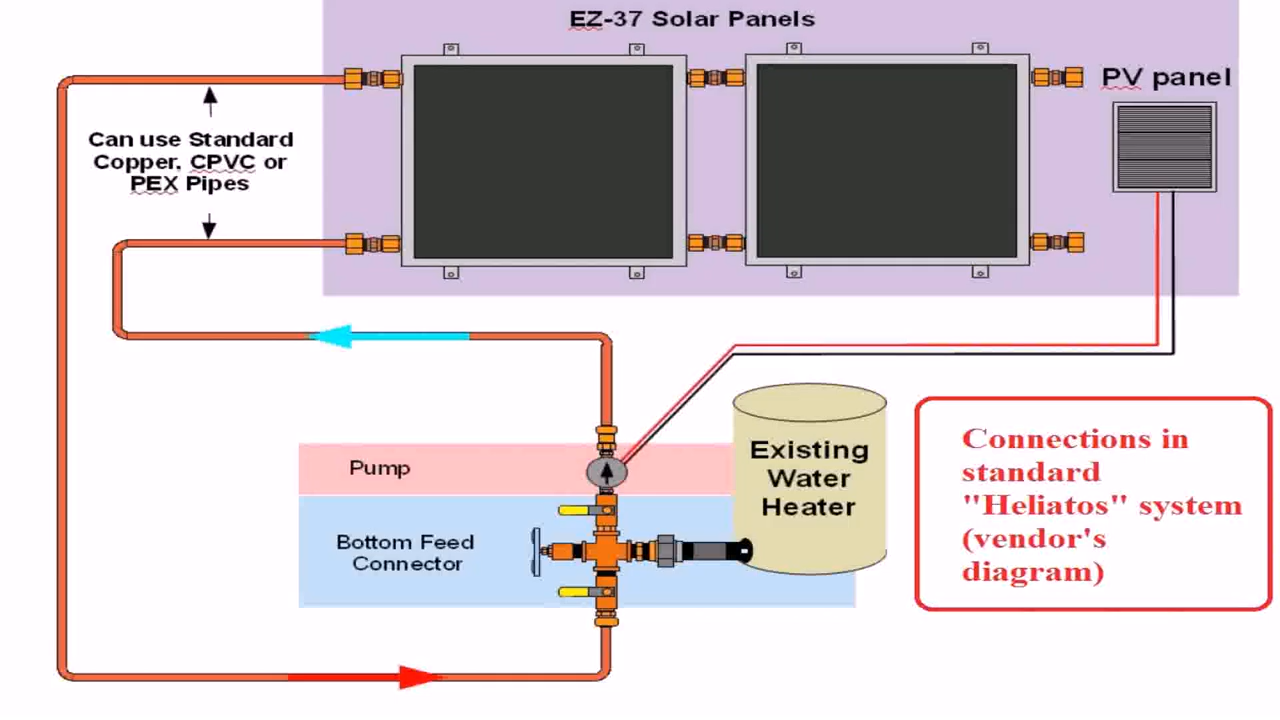 EZ-37 Solar Panels
PV panel
Can use Standard
Copper, CPVC or
PEX Pipes
Existing
Water
Heater
Pump
Bottom Feed
Connector
Connections in
standard
"Heliatos" system
(vendor's
diagram)